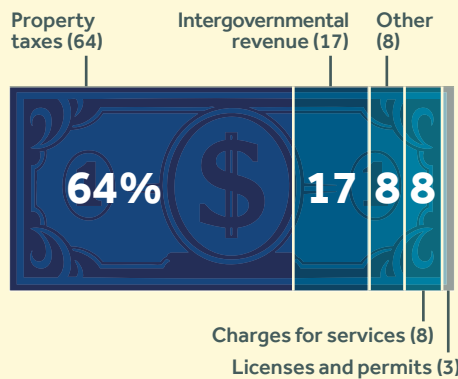 Property
taxes (64)
Intergovernmental
revenue (17)
Other
(8)
64%
$
17
8
8
Charges for services (8)
Licenses and permits (3)